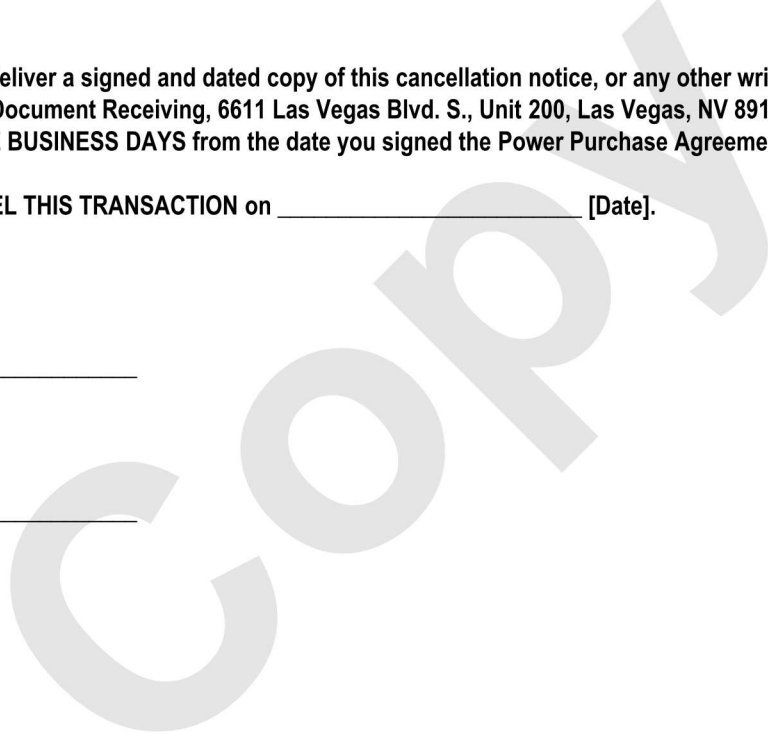 eliver a signed and dated copy of this cancellation notice, or any other wri
Document Receiving, 6611 Las Vegas Blvd. S., Unit 200, Las Vegas, NV 891
BUSINESS DAYS from the date you signed the Power Purchase Agreeme
EL THIS TRANSACTION on _________________________ [Date].
Copy